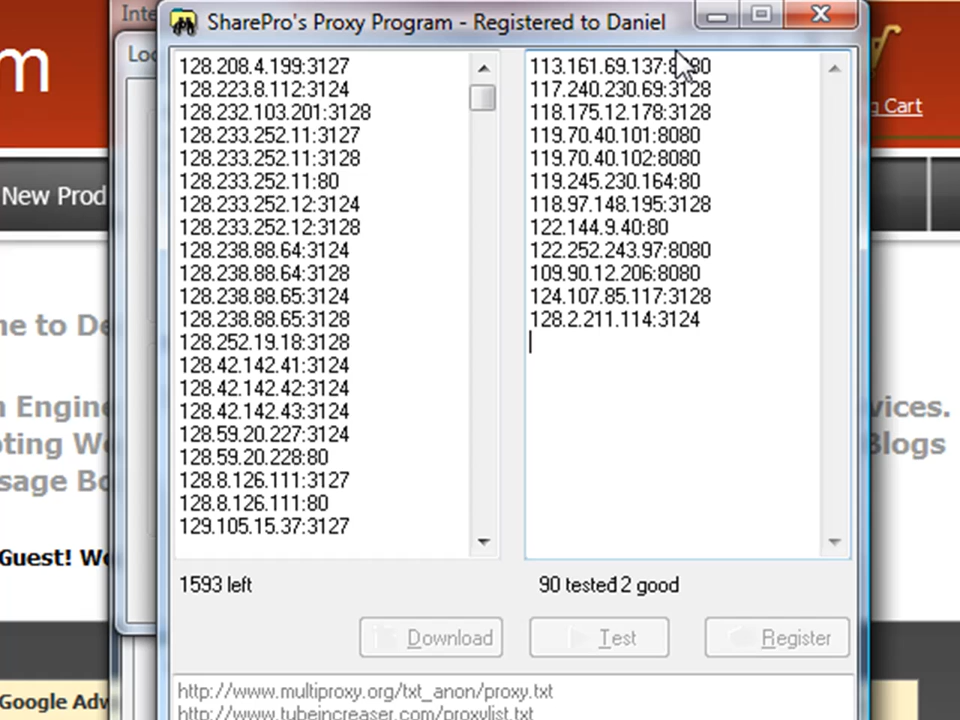 Inte
SharePro's Proxy Program - Registered to Daniel
m
Loc
g Cart
New Prod
128.208.4.199:3127
128.223.8.112:3124
128.232.103.201:3128
128.233.252.11:3127
128.233.252.11:3128
128.233.252.11:80
128.233.252.12:3124
128.233.252.12:3128
128.238.88.64:3124
128.238.88.64:3128
128.238.88.65:3124
128.238.88.65:3128
128.252.19.18:3128
128.42.142.41:3124
128.42.142.42:3124
128.42.142.43:3124
128.59.20.227:3124
128.59.20.228:80
128.8.126.111:3127
128.8.126.111:80
129.105.15.37:3127
117.240.230.69:3128
118.175.12.178:3128
119.70.40.101:8080
119.70.40.102:8080
119.245.230.164:80
118.97.148.195:3128
122.144.9.40:80
122.252.243.97:8080
109.90.12.206:8080
124.107.85.117:3128
128.2.211.114:3124
me to De
n Engine
vices.
oting We
Blogs
sage Bo
Guest! We
1593 left
90 tested
2 good
Download
Test
Register
http://www.multiproxy.org/txt_anon/proxy.txt
http://www.tubeincreaser.com/proxylist.txt
Google Adw